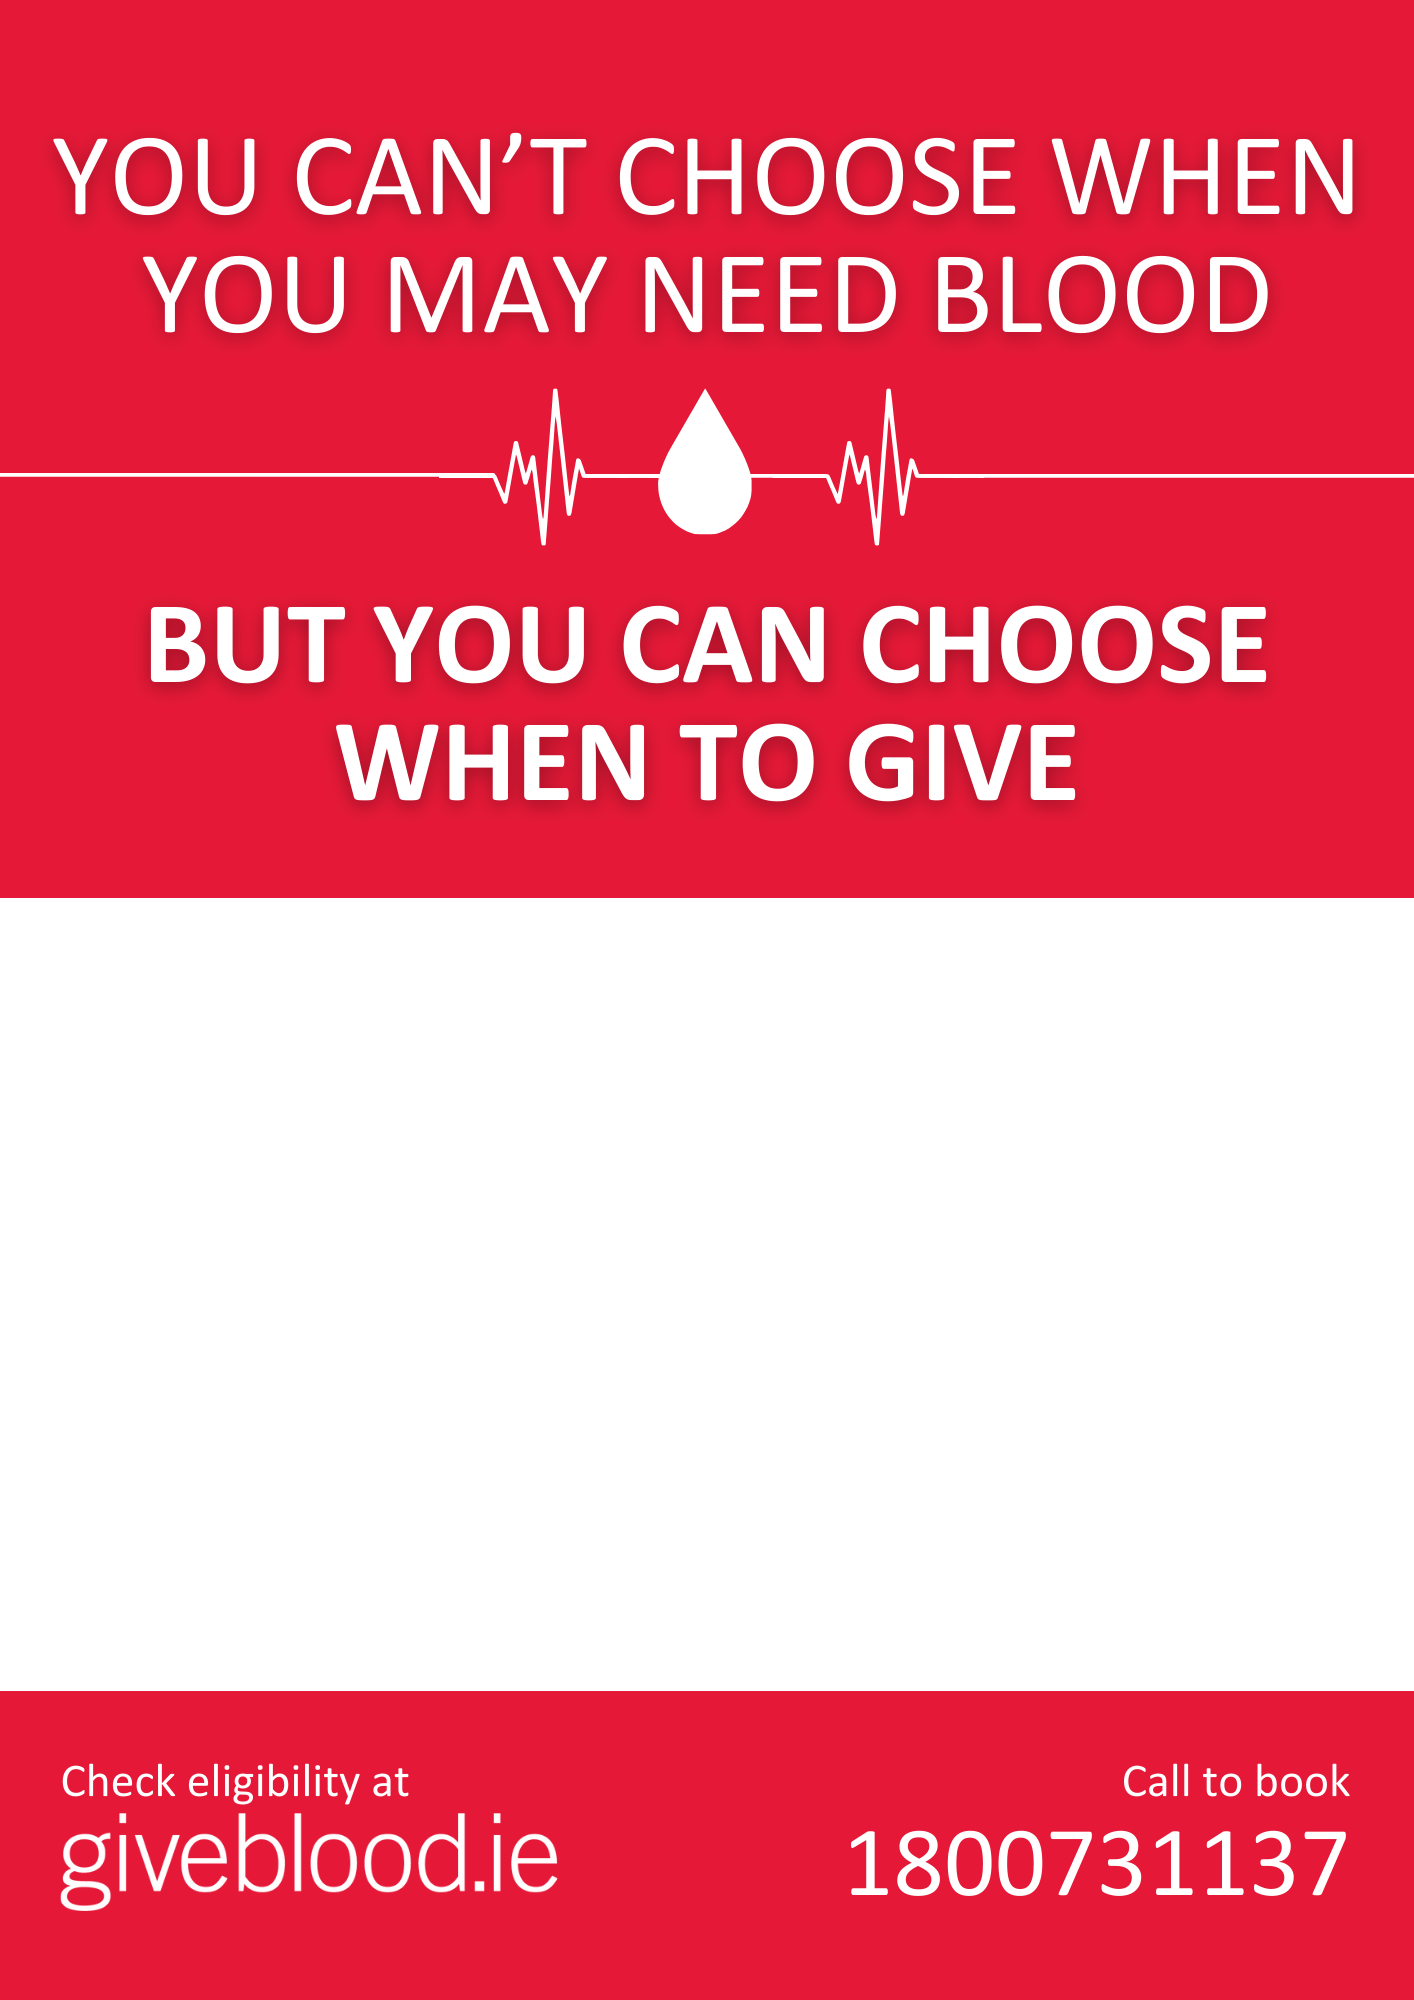 YOU CAN’T CHOOSE WHEN
YOU MAY NEED BLOOD
BUT YOU CAN CHOOSE
WHEN TO GIVE
Check eligibility at
giveblood.ie
Call to book
1800731137